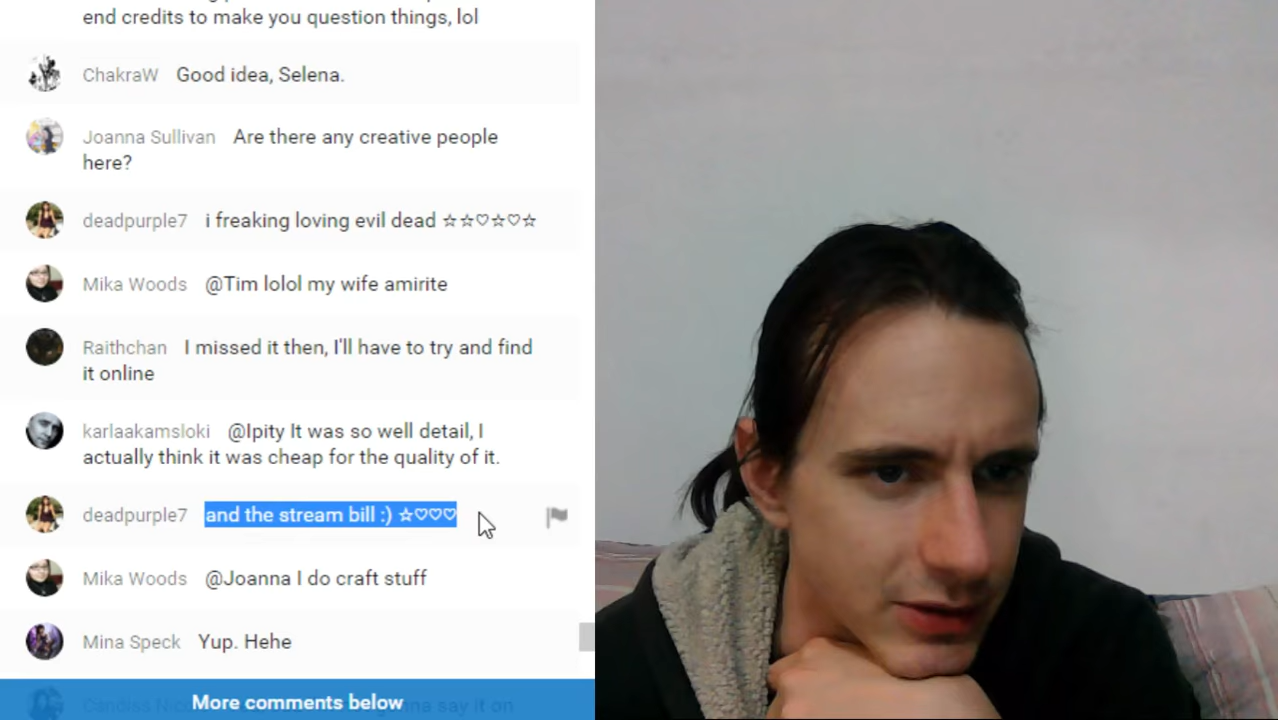 end credits to make you question things, lol
ChakraW Good idea, Selena.
Joanna Sullivan Are there any creative people
here?
deadpurple7 i freaking loving evil dead ☆☆♡☆♡☆
Mika Woods @Tim lolol my wife amirite
Raithchan I missed it then, I'll have to try and find
it online
karlaakamsloki @Ipity It was so well detail, I
actually think it was cheap for the quality of it.
deadpurple7 and the stream bill :) ☆♡♡♡
Mika Woods @Joanna I do craft stuff
Mina Speck Yup. Hehe
More comments below